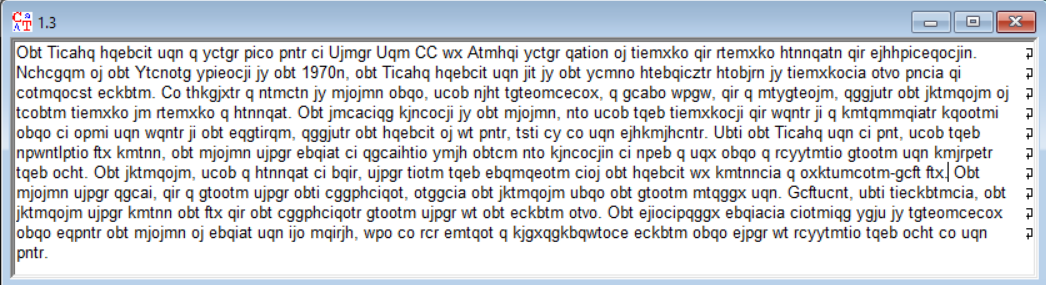 1.3
Obt Ticahq hqebcit uqn q yctgr pico pntr ci Ujmgr Uqm CC wx Atmhqi yctgr qation oj tiemxko qir rtemxko htnnqatn qir ejhhpiceqocjin.
Nchcgqm oj obt Ytcnotg ypieocji jy obt 1970n, obt Ticahq hqebcit uqn jit jy obt ycmno htebqicztr htobjrn jy tiemxkocia otvo pncia qi
cotmqocst eckbtm. Co thkgjxtr q ntmctn jy mjojmn obqo, ucob njht tgteomcecox, q gcabo wpgw, qir q mtygteojm, qggjutr obt jktmqojm oj
tcobtm tiemxko jm rtemxko q htnnqat. Obt jmcaciqg kjncocji jy obt mjojmn, nto ucob tqeb tiemxkocji qir wqntr ji q kmtqmmqiatr kqootmi
obqo ci opmi uqn wqntr ji obt eqgtirqm, qggjutr obt hqebcit oj wt pntr, tsti cy co uqn ejhkmjhcntr. Ubti obt Ticahq uqn ci pnt, ucob tqeb
npwntlptio ftx kmtnn, obt mjojmn ujpgr ebqiat ci qgcaihtio ymjh obtcm nto kjncocjin ci npeb q uqx obqo q rcyytmtio gtootm uqn kmjrpetr
tqeb ocht. Obt jktmqojm, ucob q htnnqat ci bqir, ujpgr tiotm tqeb ebqmqeotm cioj obt hqebcit wx kmtnncia q oxktumcotm-gcft ftx. Obt
mjojmn ujpgr qgcai, qir q gtootm ujpgr obti cggphciqot, otggcia obt jktmqojm ubqo obt gtootm mtqggx uqn. Gcftucnt, ubti tieckbtmcia, obt
jktmqojm ujpgr kmtnn obt ftx qir obt cggphciqotr gtootm ujpgr wt obt eckbtm otvo. Obt ejiocipqggx ebqiacia ciotmiqg ygju jy tgteomcecox
obqo eqpntr obt mjojmn oj ebqiat uqn ijo mqirjh, wpo co rcr emtqot q kjgxqgkbqwtoce eckbtm obqo ejpgr wt rcyytmtio tqeb ocht co uqn
pntr.